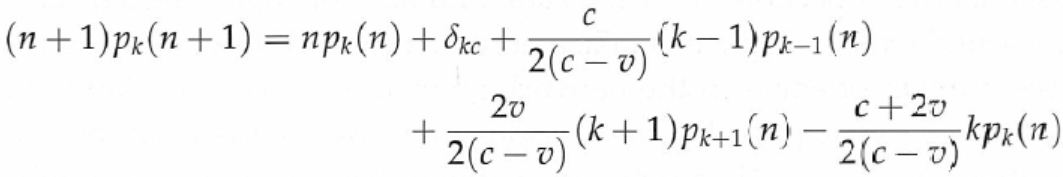 (n + 1)p_k(n + 1) = np_k(n) + δ_{kc} + \frac{c}{2(c − v)}(k − 1)p_{k−1}(n)
+ \frac{2v}{2(c − v)}(k + 1)p_{k+1}(n) − \frac{c + 2v}{2(c − v)}kp_k(n)